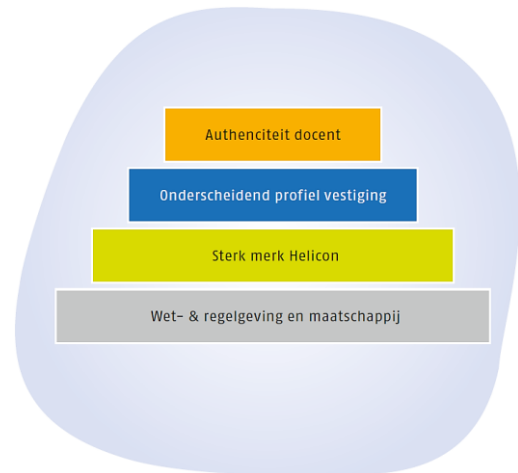 Authenciteit docent
Onderscheidend profiel vestiging
Sterk merk Helicon
Wet- & regelgeving en maatschappij